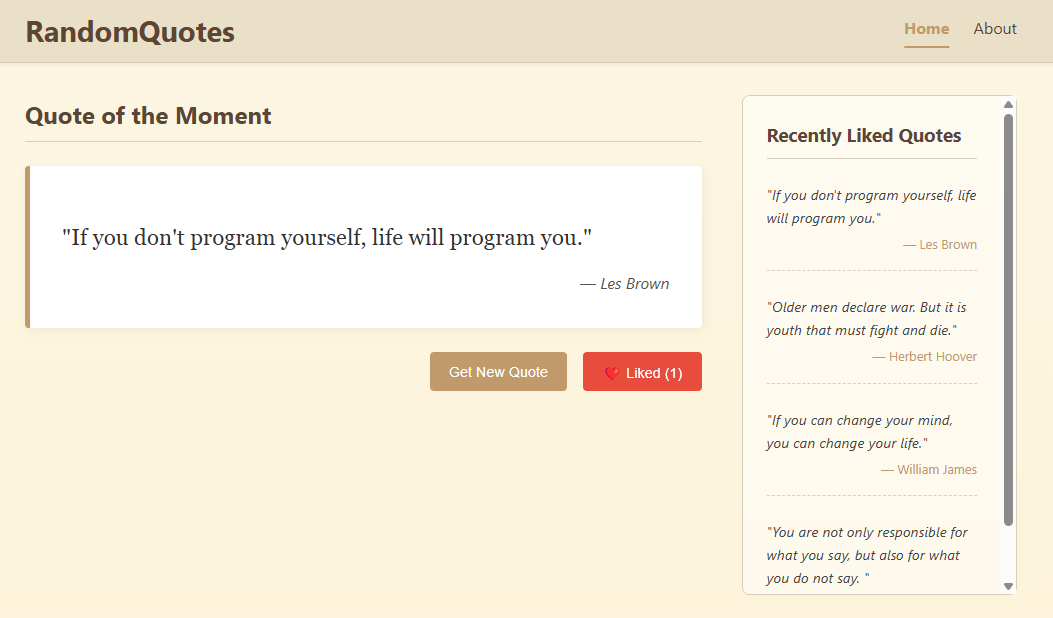 RandomQuotes
Home
About
Quote of the Moment
"If you don't program yourself, life will program you."
— Les Brown
Get New Quote
Liked (1)
Recently Liked Quotes
"If you don't program yourself, life
will program you."
— Les Brown
"Older men declare war. But it is
youth that must fight and die."
— Herbert Hoover
"If you can change your mind,
you can change your life."
— William James
"You are not only responsible for
what you say, but also for what
you do not say. "